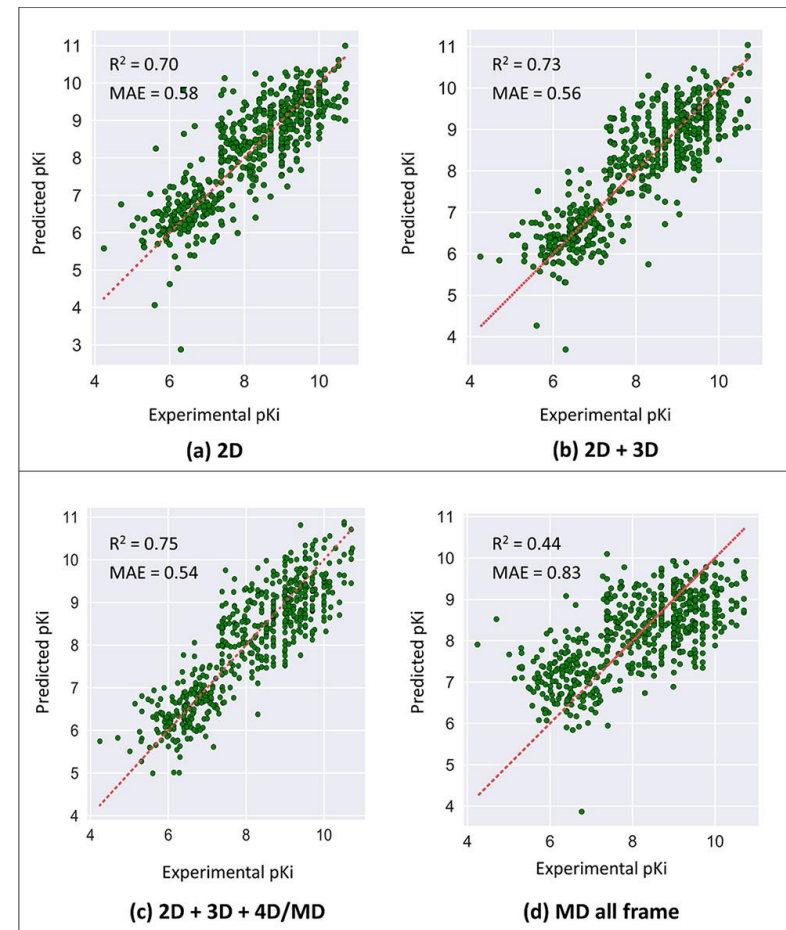 11
10
9
8
7
6
5
4
3
R² = 0.70
MAE = 0.58
Predicted pKi
4
6
8
10
Experimental pKi
(a) 2D
11
10
9
8
7
6
5
4
R² = 0.73
MAE = 0.56
Predicted pKi
4
6
8
10
Experimental pKi
(b) 2D + 3D
11
10
9
8
7
6
5
4
R² = 0.75
MAE = 0.54
Predicted pKi
4
6
8
10
Experimental pKi
(c) 2D + 3D + 4D/MD
11
10
9
8
7
6
5
4
R² = 0.44
MAE = 0.83
Predicted pKi
4
6
8
10
Experimental pKi
(d) MD all frame